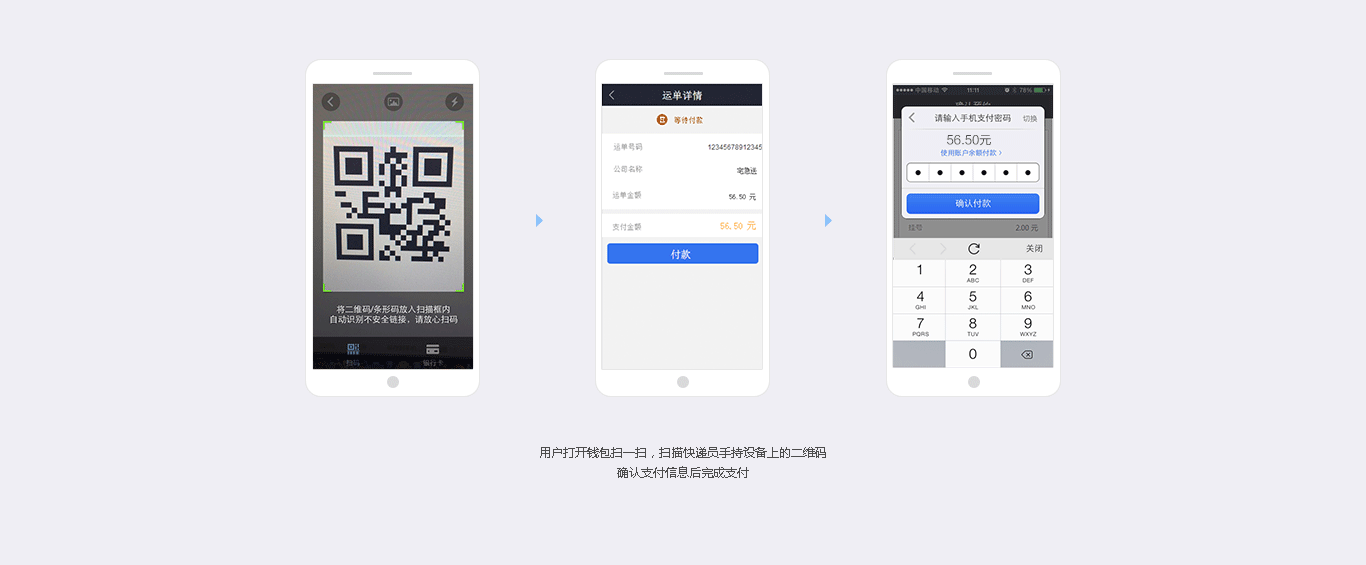 将二维码/条形码放入扫描框内
自动识别不安全链接，请放心扫码
扫码
银行卡
运单详情
等待付款
运单号码
12345678912345
公司名称
宅急送
运单金额
56.50 元
支付金额
56.50 元
付款
中国移动
11:11
78%
确认预约
请输入手机支付密码
切换
56.50元
使用账户余额付款 >
确认付款
挂号
2.00 元
关闭
1
2
ABC
3
DEF
4
GHI
5
JKL
6
MNO
7
PQRS
8
TUV
9
WXYZ
0
用户打开钱包扫一扫，扫描快递员手持设备上的二维码
确认支付信息后完成支付